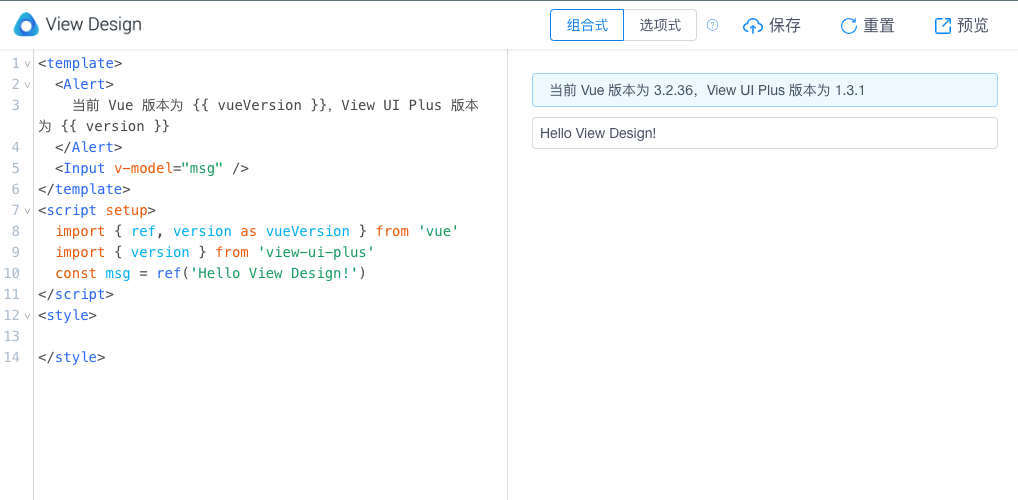 View Design
组合式 选项式 ? 保存 重置 预览
1 <template>
2 <Alert>
3 当前 Vue 版本为 {{ vueVersion }}，View UI Plus 版本
为 {{ version }}
4 </Alert>
5 <Input v-model="msg" />
6 </template>
7 <script setup>
8 import { ref, version as vueVersion } from 'vue'
9 import { version } from 'view-ui-plus'
10 const msg = ref('Hello View Design!')
11 </script>
12 <style>
13
14 </style>
当前 Vue 版本为 3.2.36，View UI Plus 版本为 1.3.1
Hello View Design!